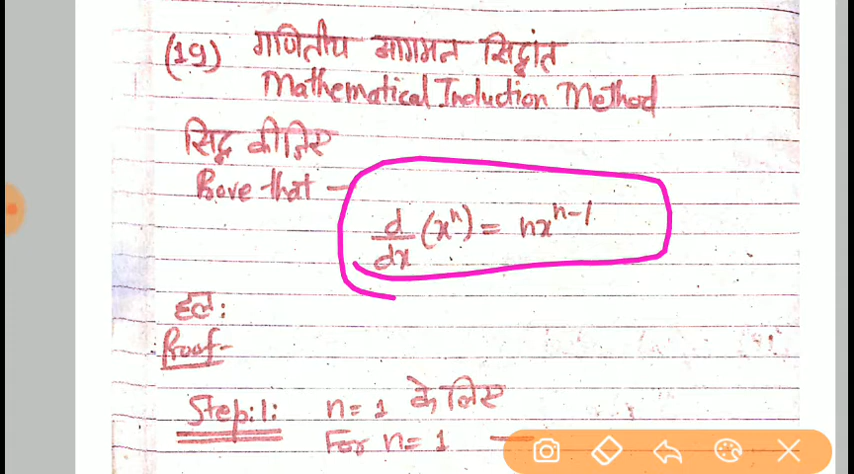 (19) गणितीय आगमन सिद्धांत
Mathematical Induction Method
सिद्ध कीजिए
Prove that -
d/dx (xⁿ) = nxⁿ⁻¹
हल:
Proof-
Step:1: n=1 के लिए
For n=1